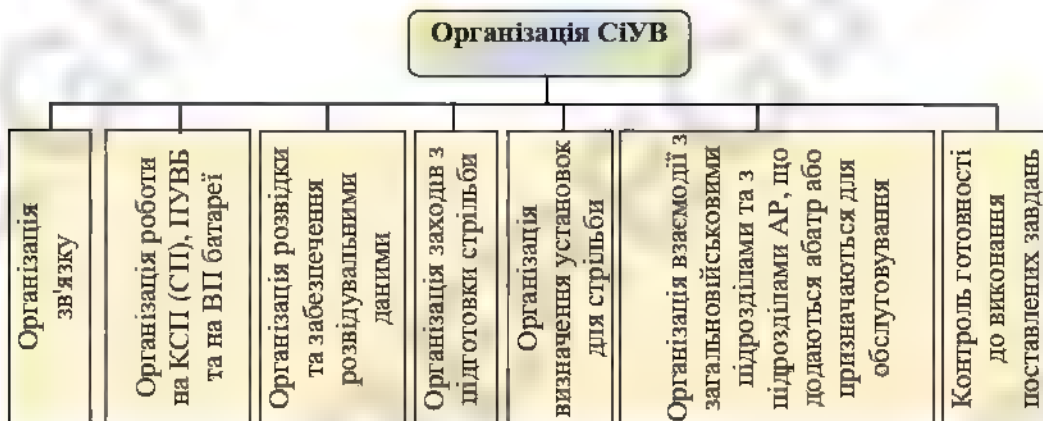 Організація СіУВ
Організація
зв'язку
Організація роботи
на КСП (СП), ПУВБ
та на ВП батареї
Організація розвідки
та забезпечення
розвідувальними
даними
Організація заходів з
підготовки стрільби
Організація
визначення установок
для стрільби
Організація взаємодії з
загальновійськовими
підрозділами та з
підрозділами АР, що
додаються абатр або
призначаються для
обслуговування
Контроль готовності
до виконання
поставлених завдань